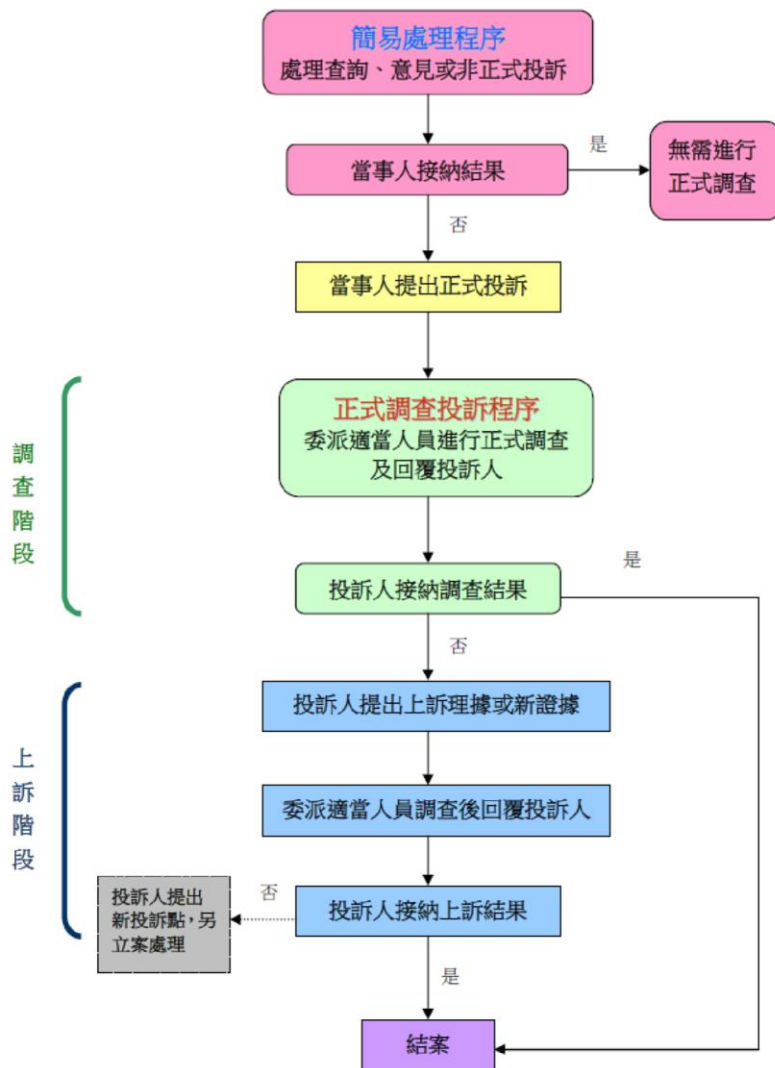 簡易處理程序
處理查詢、意見或非正式投訴
當事人接納結果
是
無需進行
正式調查
否
當事人提出正式投訴
調查階段
正式調查投訴程序
委派適當人員進行正式調查
及回覆投訴人
投訴人接納調查結果
是
否
上訴階段
投訴人提出上訴理據或新證據
委派適當人員調查後回覆投訴人
投訴人接納上訴結果
否
投訴人提出
新投訴點，另
立案處理
是
結案